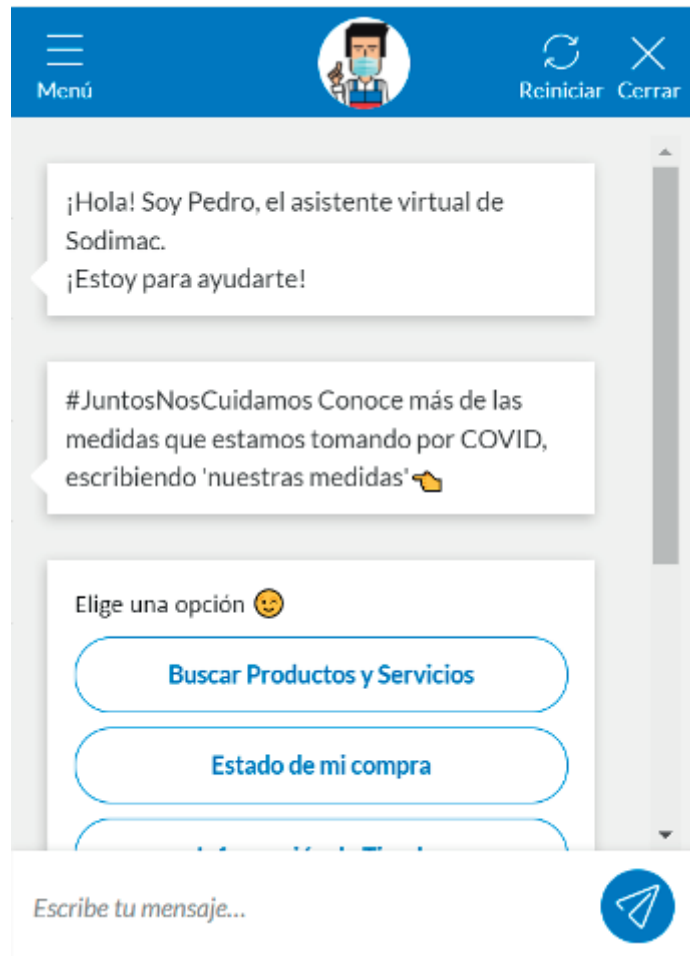 Menú
Reiniciar Cerrar
¡Hola! Soy Pedro, el asistente virtual de
Sodimac.
¡Estoy para ayudarte!
#JuntosNosCuidamos Conoce más de las
medidas que estamos tomando por COVID,
escribiendo 'nuestras medidas'👈
Elige una opción 😉
Buscar Productos y Servicios
Estado de mi compra
Escribe tu mensaje...